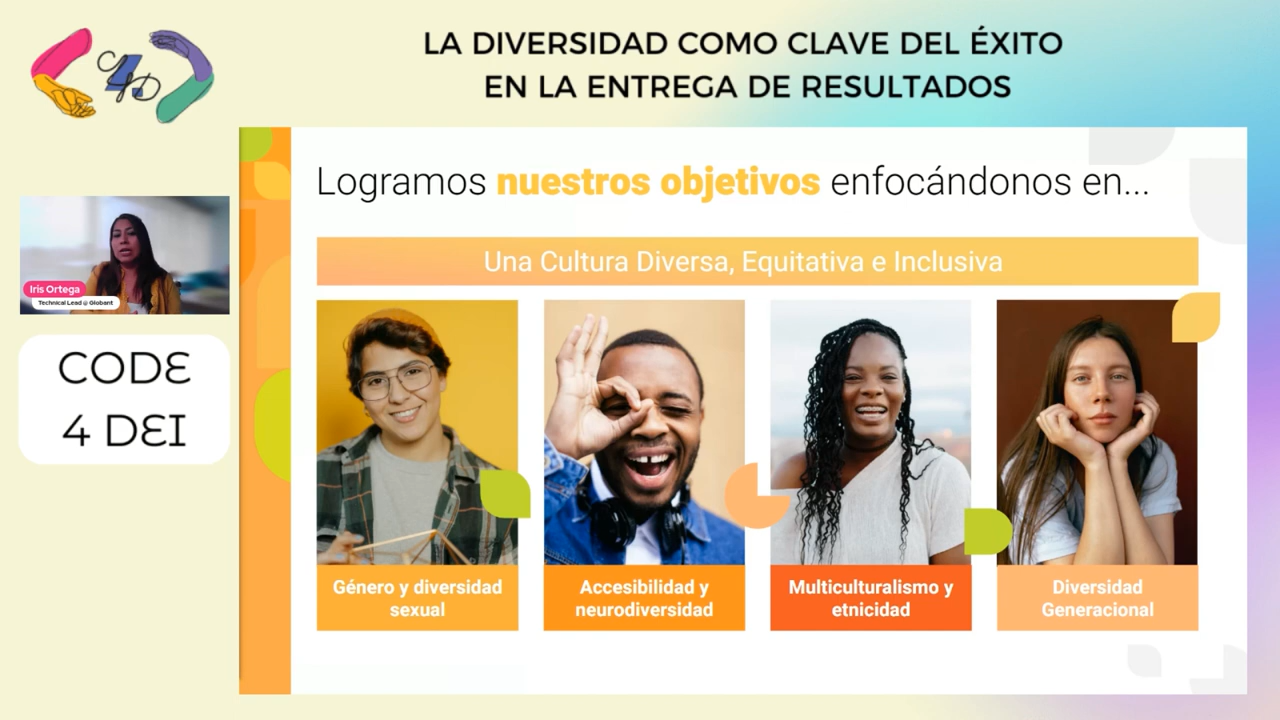 LA DIVERSIDAD COMO CLAVE DEL ÉXITO
EN LA ENTREGA DE RESULTADOS
Logramos nuestros objetivos enfocándonos en...
Una Cultura Diversa, Equitativa e Inclusiva
Iris Ortega
Technical Lead @ Globant
CODE
4 DEI
Género y diversidad
sexual
Accesibilidad y
neurodiversidad
Multiculturalismo y
etnicidad
Diversidad
Generacional